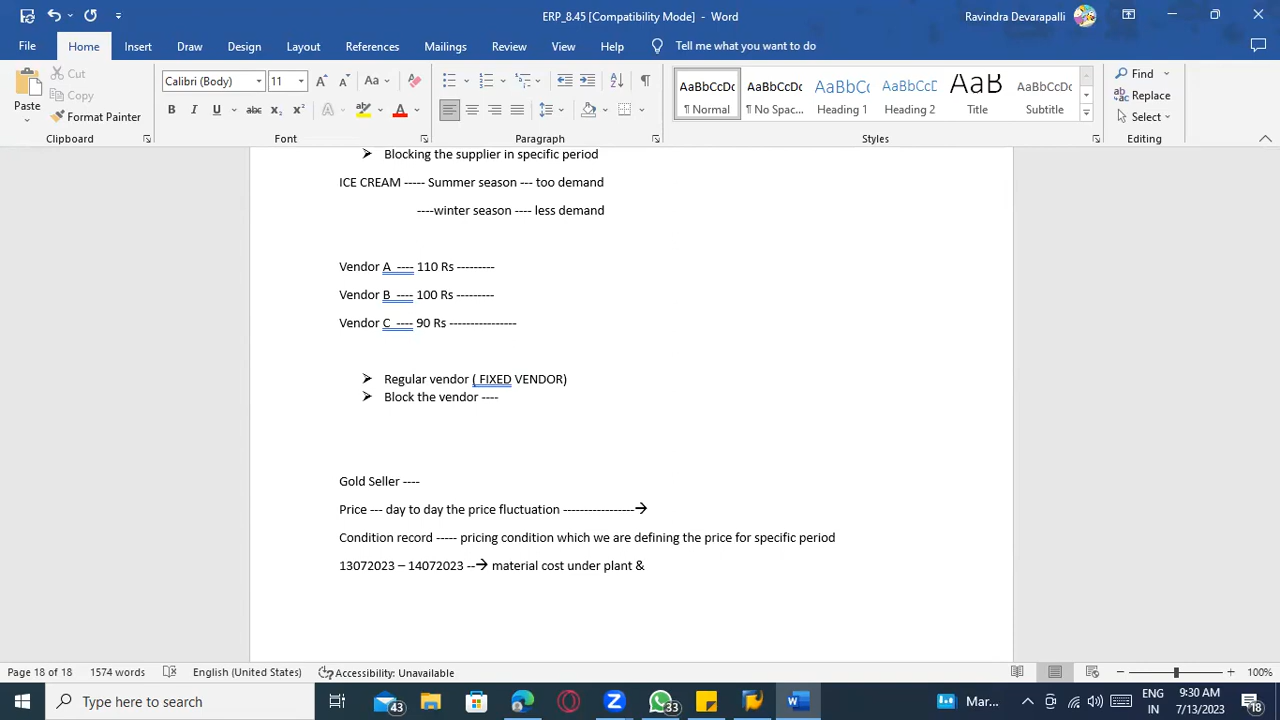 ERP_8.45 [Compatibility Mode] - Word
Ravindra Devarapalli
File Home Insert Draw Design Layout References Mailings Review View Help Tell me what you want to do
Paste
Cut
Copy
Format Painter
Clipboard
Calibri (Body) 11
Font
Paragraph
AaBbCcDc AaBbCcDc AaBbC AaBbCcD AaB AaBbCcD
¶ Normal ¶ No Spac... Heading 1 Heading 2 Title Subtitle
Styles
Find
Replace
Select
Editing
➢ Blocking the supplier in specific period
ICE CREAM ----- Summer season --- too demand
----winter season ---- less demand
Vendor A ---- 110 Rs ---------
Vendor B ---- 100 Rs ---------
Vendor C ---- 90 Rs ----------------
➢ Regular vendor ( FIXED VENDOR)
➢ Block the vendor ----
Gold Seller ----
Price --- day to day the price fluctuation -----------------→
Condition record ----- pricing condition which we are defining the price for specific period
13072023 – 14072023 --→ material cost under plant &
Page 18 of 18 1574 words English (United States) Accessibility: Unavailable 100%
Type here to search
43
33
Mar...
ENG
IN
9:30 AM
7/13/2023
18